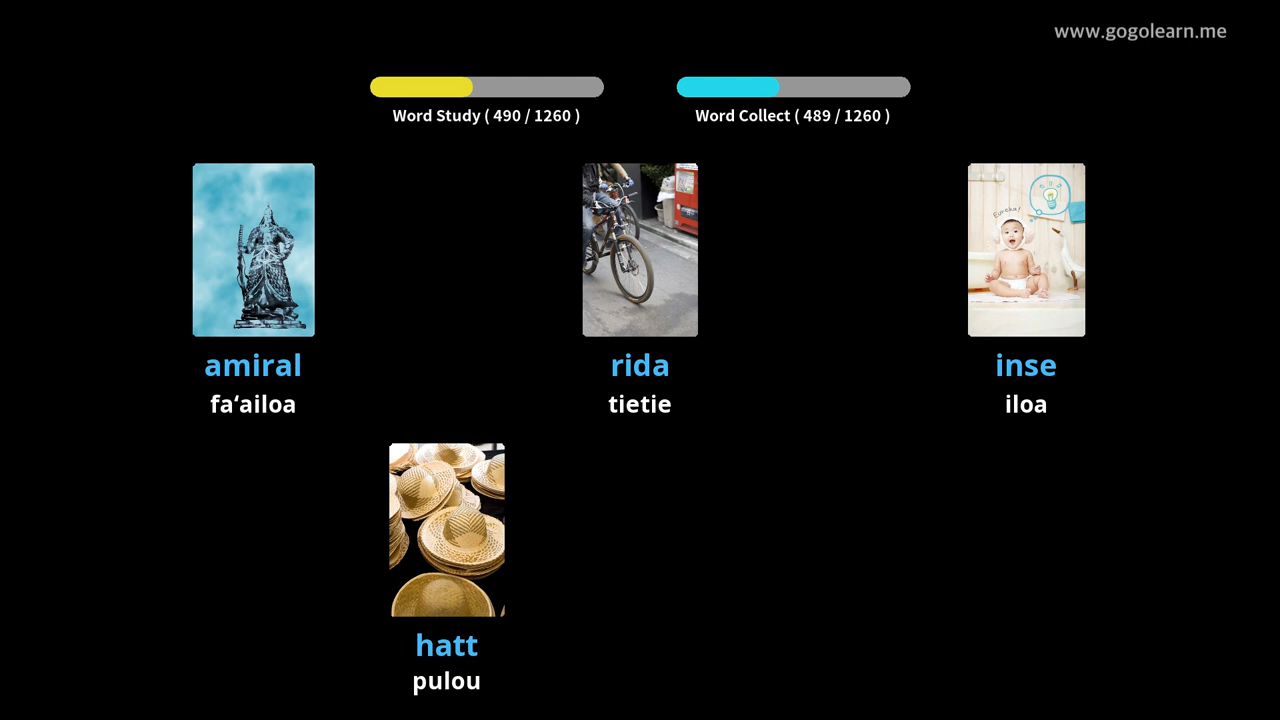 www.gogolearn.me
Word Study ( 490 / 1260 )
Word Collect ( 489 / 1260 )
Eureka!
amiral
fa‘ailoa
rida
tietie
inse
iloa
hatt
pulou